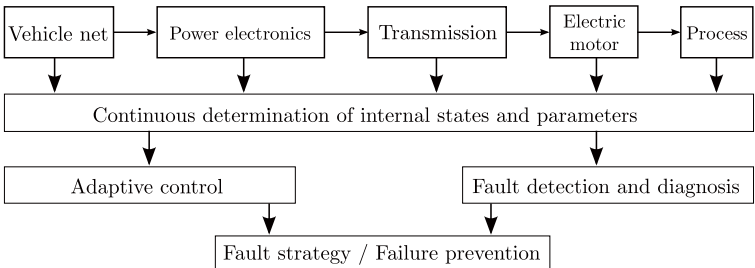 Vehicle net
Power electronics
Transmission
Electric
motor
Process
Continuous determination of internal states and parameters
Adaptive control
Fault detection and diagnosis
Fault strategy / Failure prevention